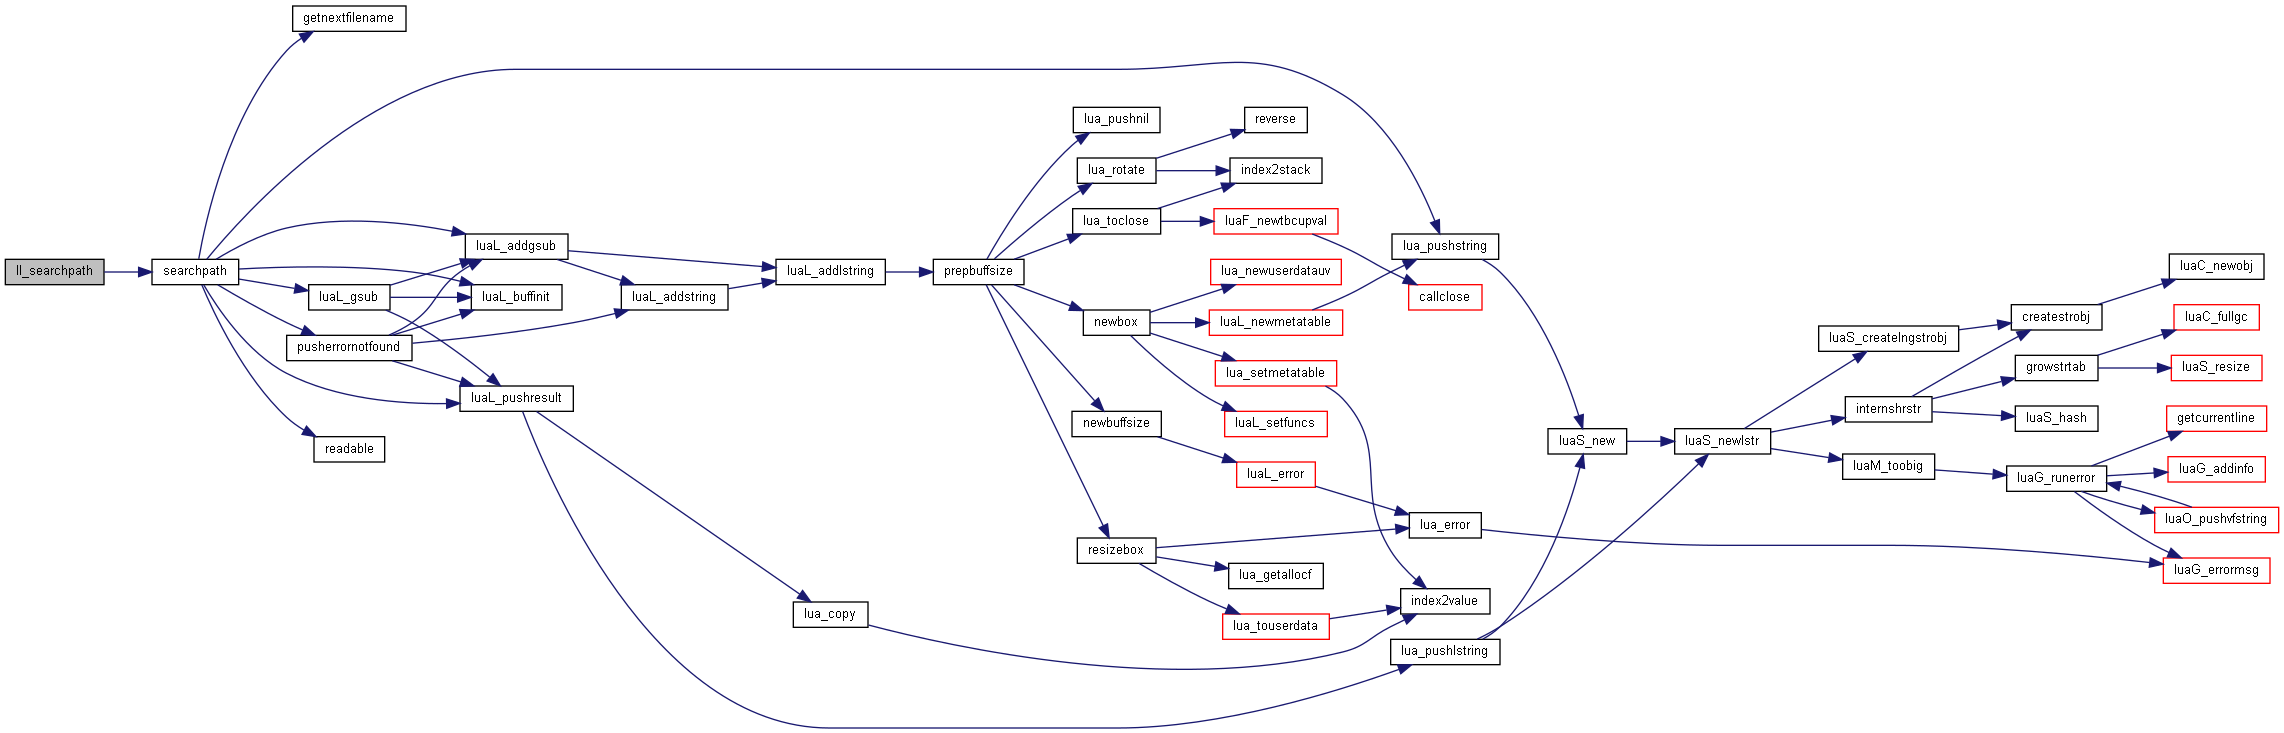 getnextfilename
ll_searchpath
searchpath
luaL_addgsub
luaL_gsub
luaL_buffinit
pusherrornotfound
luaL_pushresult
readable
luaL_addstring
luaL_addlstring
lua_copy
prepbuffsize
lua_pushnil
lua_rotate
lua_toclose
newbox
newbuffsize
resizebox
reverse
index2stack
luaF_newtbcupval
lua_newuserdatauv
luaL_newmetatable
lua_setmetatable
luaL_setfuncs
luaL_error
lua_getallocf
lua_touserdata
lua_pushstring
callclose
lua_error
index2value
lua_pushlstring
luaS_new
luaS_newlstr
luaS_createlngstrobj
internshrstr
luaM_toobig
createstrobj
growstrtab
luaS_hash
luaG_runerror
luaC_newobj
luaC_fullgc
luaS_resize
getcurrentline
luaG_addinfo
luaO_pushvfstring
luaG_errormsg